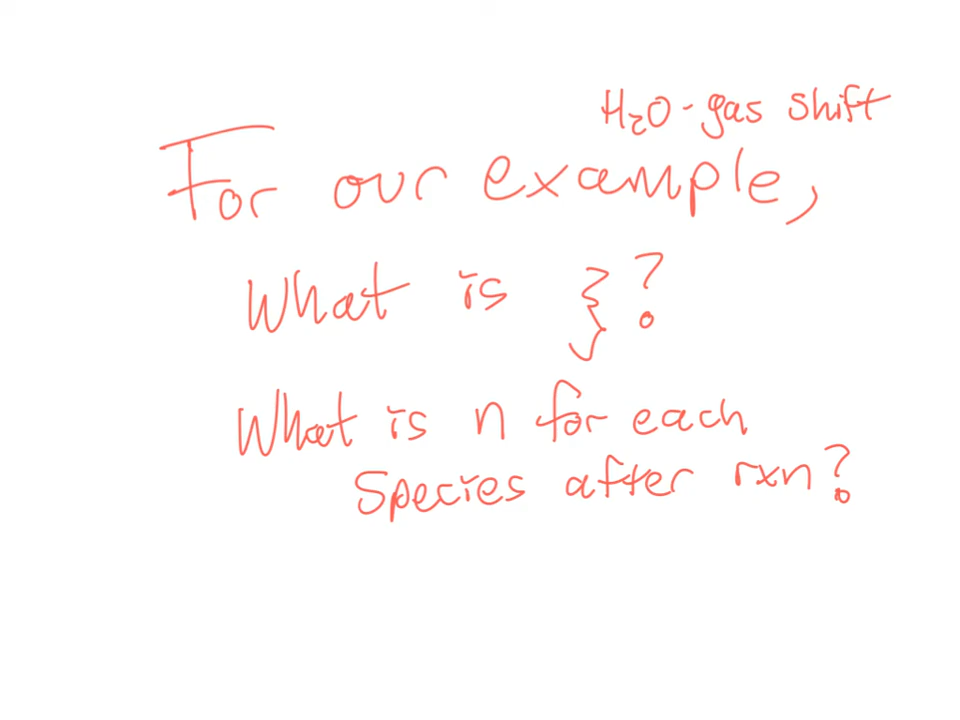 H₂O - gas shift
For our example,
What is ξ?
What is n for each
Species after rxn?